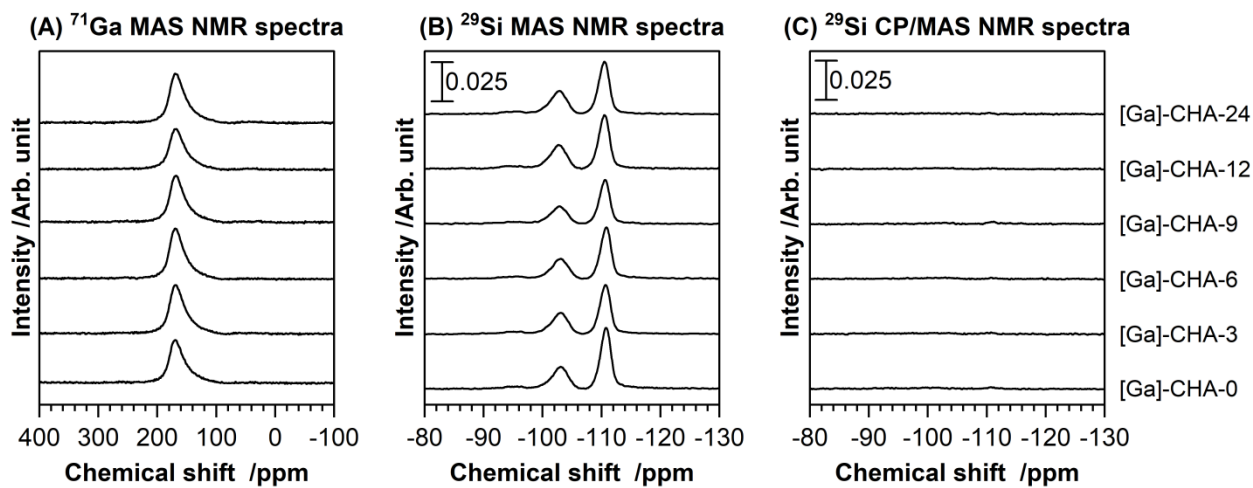 (A) ⁷¹Ga MAS NMR spectra
Intensity /Arb. unit
400 300 200 100 0 -100
Chemical shift /ppm
(B) ²⁹Si MAS NMR spectra
0.025
Intensity /Arb. unit
-80 -90 -100 -110 -120 -130
Chemical shift /ppm
(C) ²⁹Si CP/MAS NMR spectra
0.025
Intensity /Arb. unit
-80 -90 -100 -110 -120 -130
Chemical shift /ppm
[Ga]-CHA-24
[Ga]-CHA-12
[Ga]-CHA-9
[Ga]-CHA-6
[Ga]-CHA-3
[Ga]-CHA-0